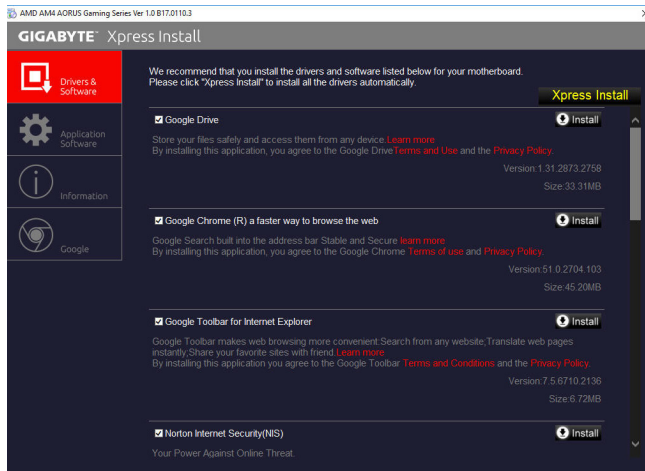 AMD AM4 AORUS Gaming Series Ver 1.0 B17.0110.3
GIGABYTE™ Xpress Install
Drivers &
Software
Application
Software
Information
Google
We recommend that you install the drivers and software listed below for your motherboard.
Please click "Xpress Install" to install all the drivers automatically.
Xpress Install
Google Drive
Install
Store your files safely and access them from any device.Learn more
By installing this application, you agree to the Google DriveTerms and Use and the Privacy Policy.
Version:1.31.2873.2758
Size:33.31MB
Google Chrome (R) a faster way to browse the web
Install
Google Search built into the address bar Stable and Secure learn more
By installing this application, you agree to the Google Chrome Terms of use and Privacy Policy.
Version:51.0.2704.103
Size:45.20MB
Google Toolbar for Internet Explorer
Install
Google Toolbar makes web browsing more convenient:Search from any website;Translate web pages
instantly;Share your favorite sites with friend.Learn more
By installing this application you agree to the Google Toolbar Terms and Conditions and the Privacy Policy.
Version:7.5.6710.2136
Size:6.72MB
Norton Internet Security(NIS)
Install
Your Power Against Online Threat.